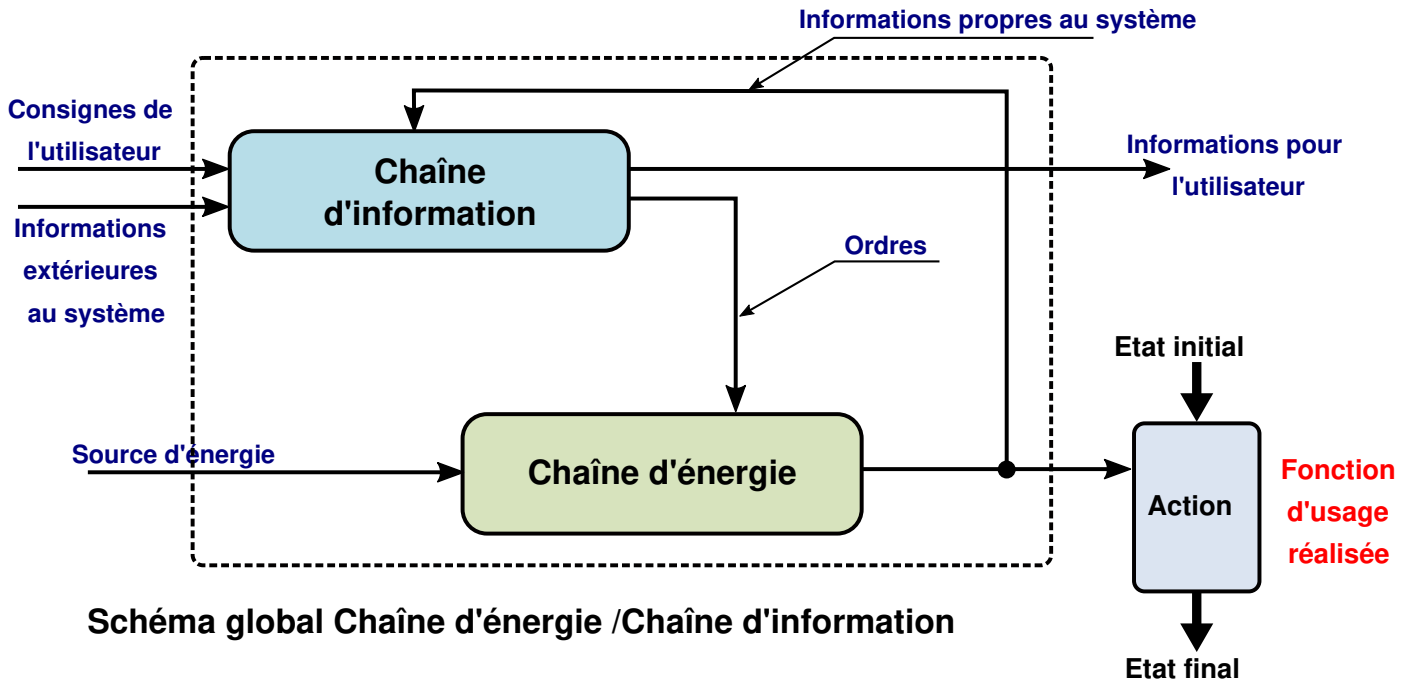 Informations propres au système
Consignes de
l'utilisateur
Informations
extérieures
au système
Chaîne
d'information
Informations pour
l'utilisateur
Ordres
Source d'énergie
Chaîne d'énergie
Etat initial
Action
Fonction
d'usage
réalisée
Etat final
Schéma global Chaîne d'énergie /Chaîne d'information